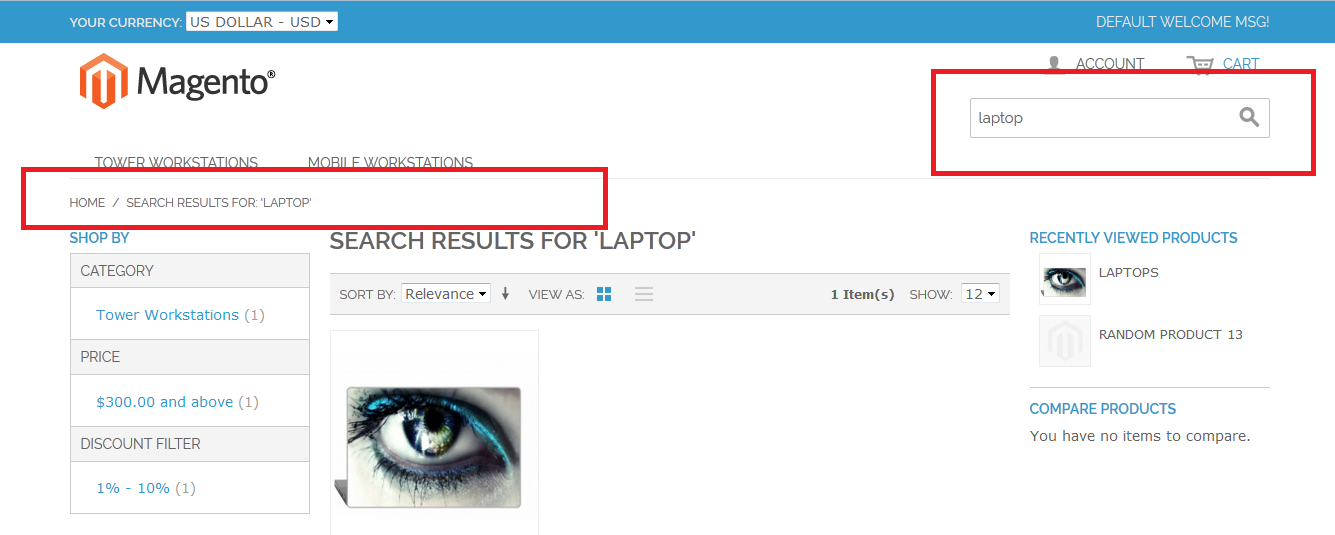 YOUR CURRENCY: US DOLLAR - USD
DEFAULT WELCOME MSG!
Magento®
ACCOUNT
CART
laptop
TOWER WORKSTATIONS
MOBILE WORKSTATIONS
HOME / SEARCH RESULTS FOR: 'LAPTOP'
SHOP BY
CATEGORY
Tower Workstations (1)
PRICE
$300.00 and above (1)
DISCOUNT FILTER
1% - 10% (1)
SEARCH RESULTS FOR 'LAPTOP'
SORT BY: Relevance VIEW AS: 1 Item(s) SHOW: 12
RECENTLY VIEWED PRODUCTS
LAPTOPS
RANDOM PRODUCT 13
COMPARE PRODUCTS
You have no items to compare.